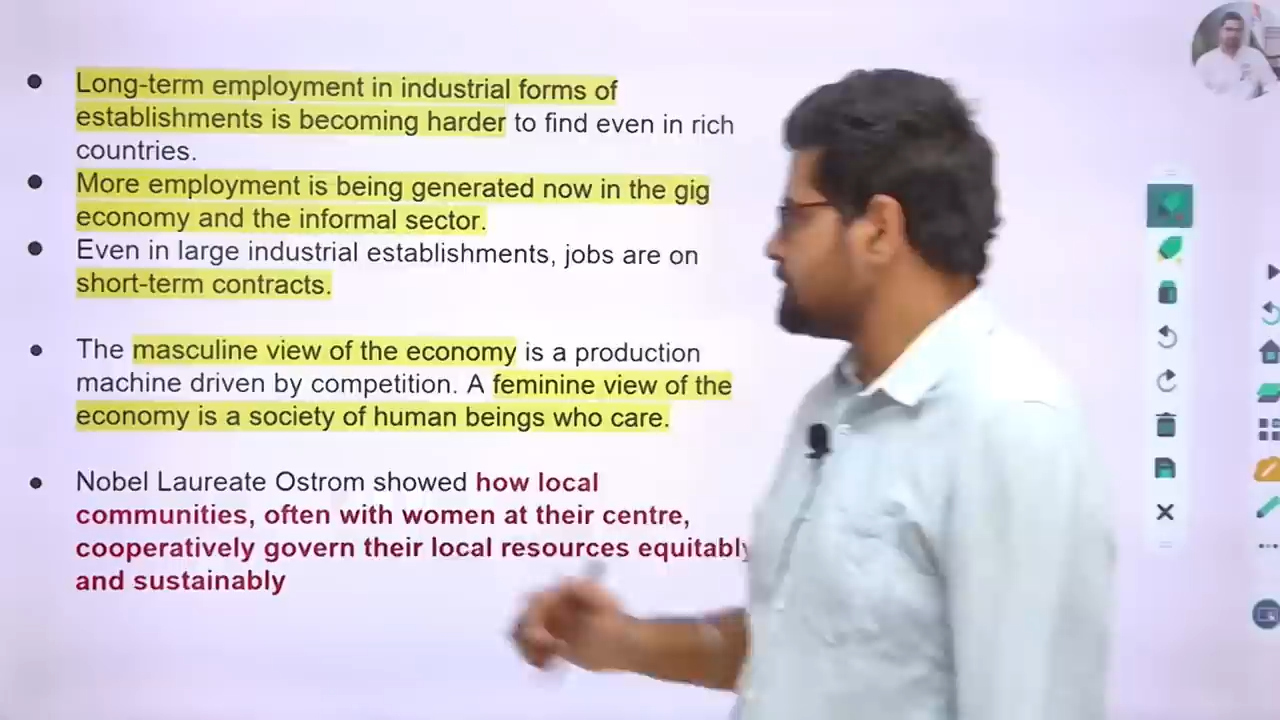 Long-term employment in industrial forms of
establishments is becoming harder to find even in rich
countries.
More employment is being generated now in the gig
economy and the informal sector.
Even in large industrial establishments, jobs are on
short-term contracts.
The masculine view of the economy is a production
machine driven by competition. A feminine view of the
economy is a society of human beings who care.
Nobel Laureate Ostrom showed how local
communities, often with women at their centre,
cooperatively govern their local resources equitably
and sustainably